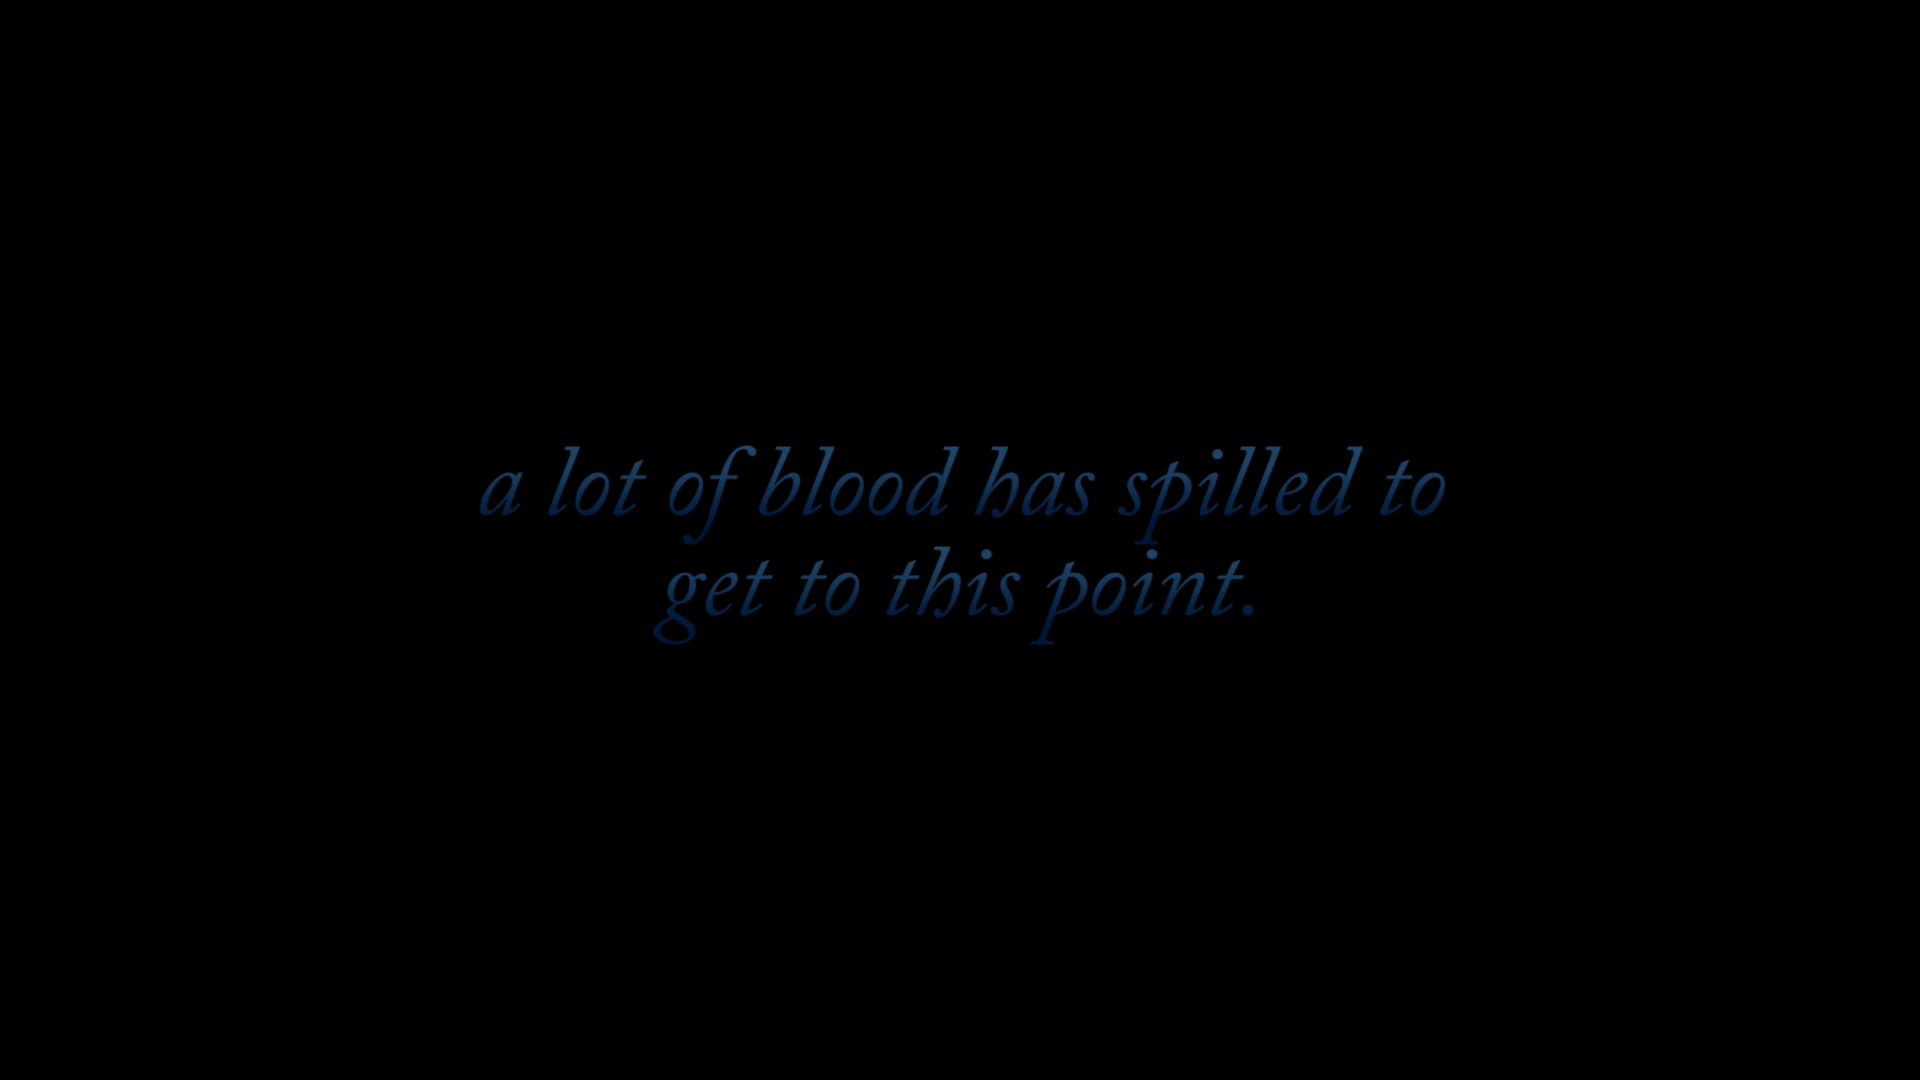 a lot of blood has spilled to
get to this point.